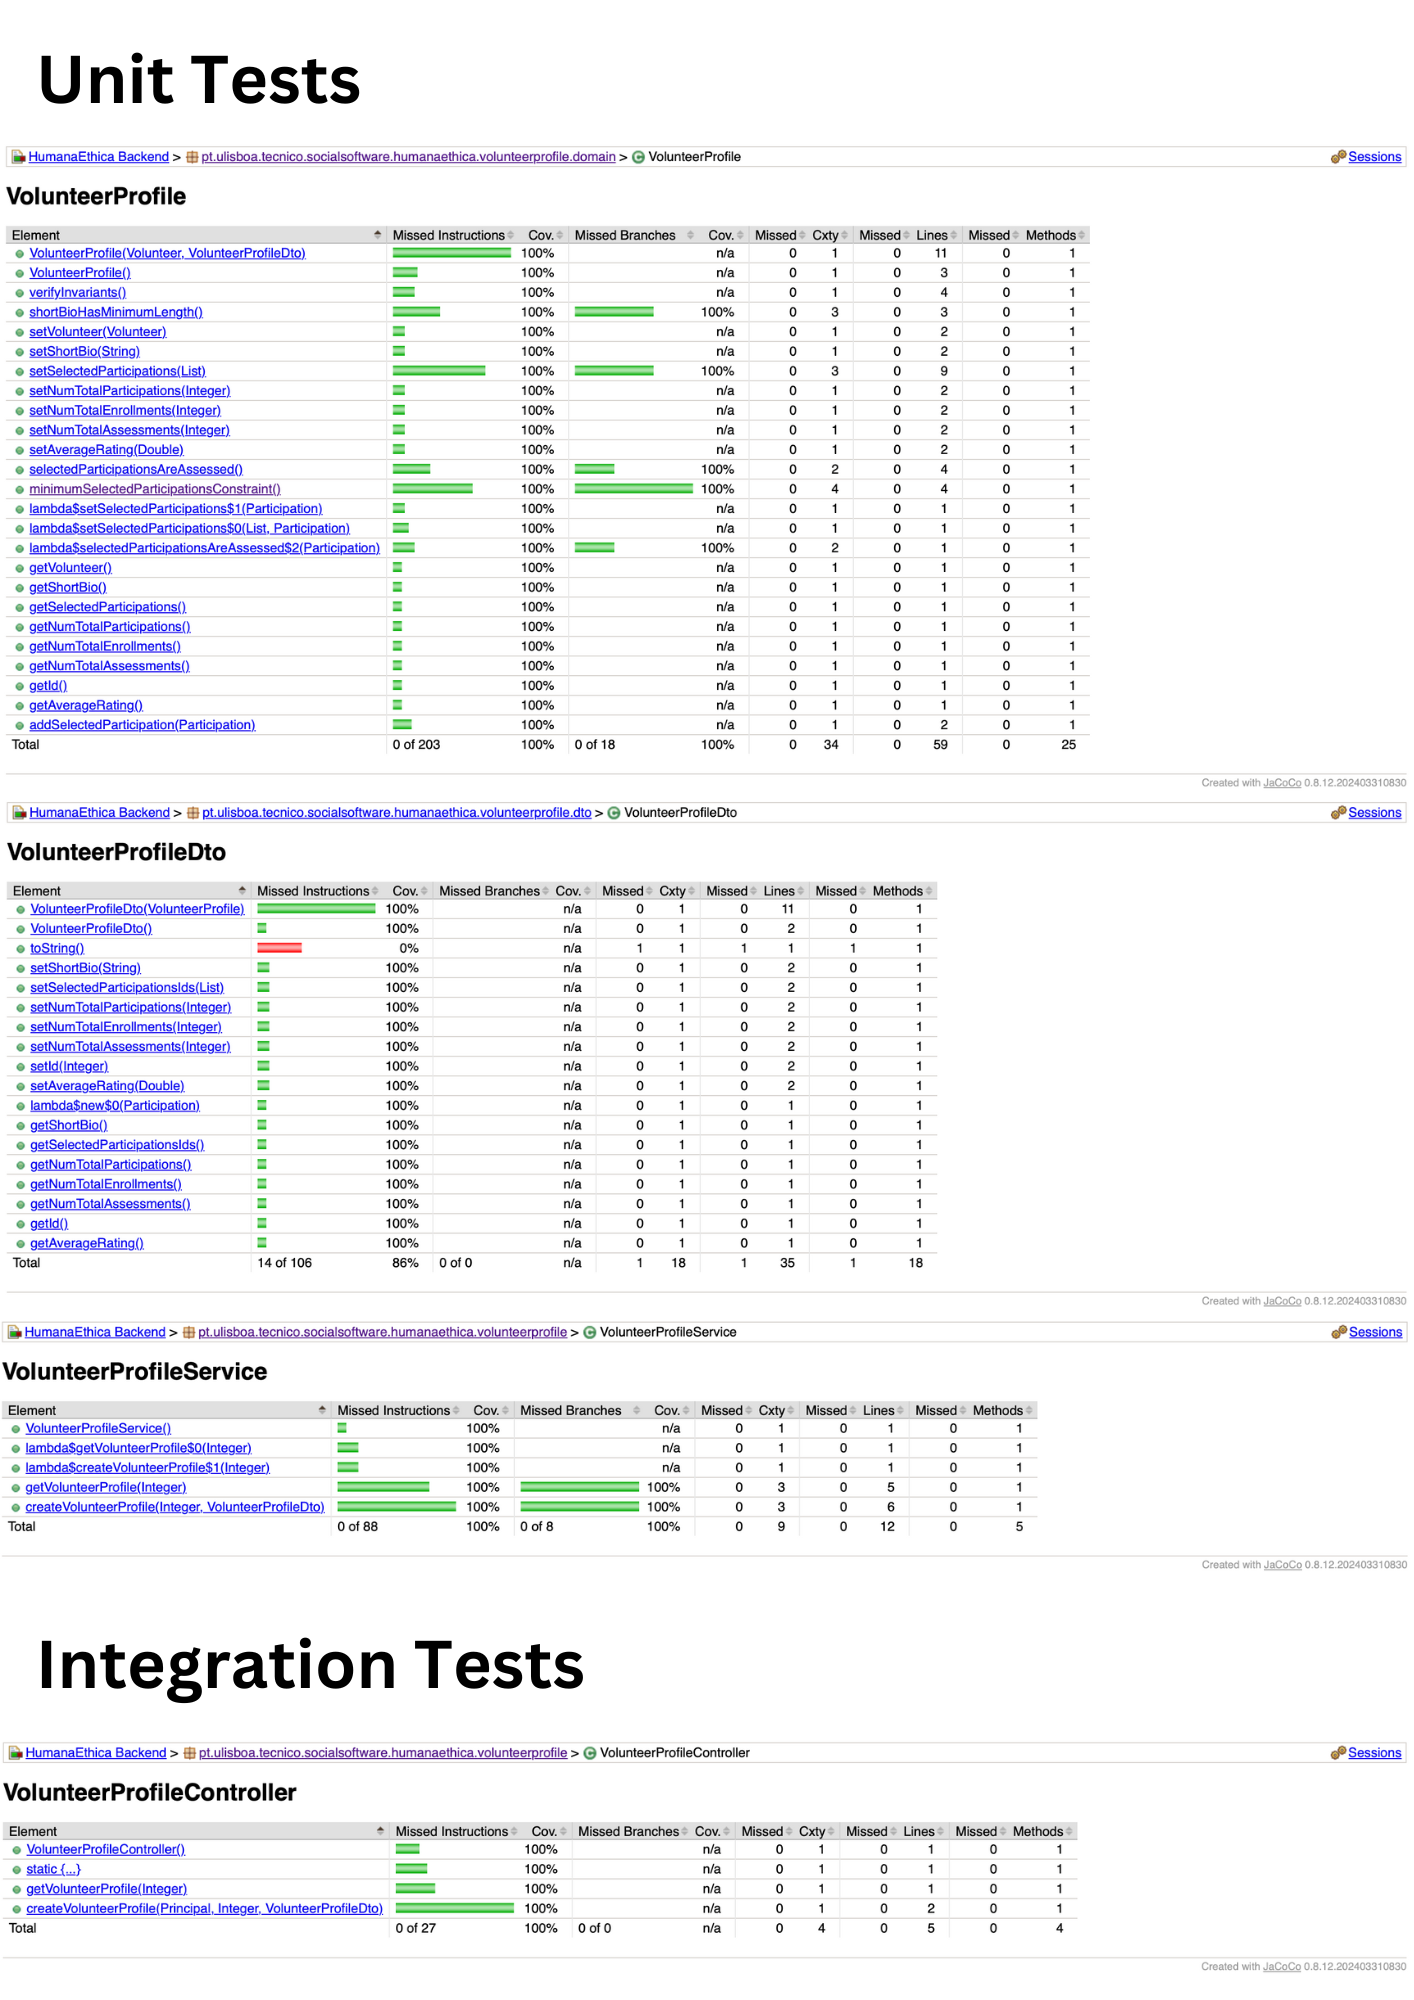 Unit Tests
HumanaEthica Backend > pt.ulisboa.tecnico.socialsoftware.humanaethica.volunteerprofile.domain > VolunteerProfile Sessions
VolunteerProfile
Element Missed Instructions Cov. Missed Branches Cov. Missed Cxty Missed Lines Missed Methods
VolunteerProfile(Volunteer, VolunteerProfileDto) 100% n/a 0 1 0 11 0 1
VolunteerProfile() 100% n/a 0 1 0 3 0 1
verifyInvariants() 100% n/a 0 1 0 4 0 1
shortBioHasMinimumLength() 100% 100% 0 3 0 3 0 1
setVolunteer(Volunteer) 100% n/a 0 1 0 2 0 1
setShortBio(String) 100% n/a 0 1 0 2 0 1
setSelectedParticipations(List) 100% 100% 0 3 0 9 0 1
setNumTotalParticipations(Integer) 100% n/a 0 1 0 2 0 1
setNumTotalEnrollments(Integer) 100% n/a 0 1 0 2 0 1
setNumTotalAssessments(Integer) 100% n/a 0 1 0 2 0 1
setAverageRating(Double) 100% n/a 0 1 0 2 0 1
selectedParticipationsAreAssessed() 100% 100% 0 2 0 4 0 1
minimumSelectedParticipationsConstraint() 100% 100% 0 4 0 4 0 1
lambda$setSelectedParticipations$1(Participation) 100% n/a 0 1 0 1 0 1
lambda$setSelectedParticipations$0(List, Participation) 100% n/a 0 1 0 1 0 1
lambda$selectedParticipationsAreAssessed$2(Participation) 100% 100% 0 2 0 1 0 1
getVolunteer() 100% n/a 0 1 0 1 0 1
getShortBio() 100% n/a 0 1 0 1 0 1
getSelectedParticipations() 100% n/a 0 1 0 1 0 1
getNumTotalParticipations() 100% n/a 0 1 0 1 0 1
getNumTotalEnrollments() 100% n/a 0 1 0 1 0 1
getNumTotalAssessments() 100% n/a 0 1 0 1 0 1
getId() 100% n/a 0 1 0 1 0 1
getAverageRating() 100% n/a 0 1 0 1 0 1
addSelectedParticipation(Participation) 100% n/a 0 1 0 2 0 1
Total 0 of 203 100% 0 of 18 100% 0 34 0 59 0 25
Created with JaCoCo 0.8.12.202403310830
HumanaEthica Backend > pt.ulisboa.tecnico.socialsoftware.humanaethica.volunteerprofile.dto > VolunteerProfileDto Sessions
VolunteerProfileDto
Element Missed Instructions Cov. Missed Branches Cov. Missed Cxty Missed Lines Missed Methods
VolunteerProfileDto(VolunteerProfile) 100% n/a 0 1 0 11 0 1
VolunteerProfileDto() 100% n/a 0 1 0 2 0 1
toString() 0% n/a 1 1 1 1 1 1
setShortBio(String) 100% n/a 0 1 0 2 0 1
setSelectedParticipationsIds(List) 100% n/a 0 1 0 2 0 1
setNumTotalParticipations(Integer) 100% n/a 0 1 0 2 0 1
setNumTotalEnrollments(Integer) 100% n/a 0 1 0 2 0 1
setNumTotalAssessments(Integer) 100% n/a 0 1 0 2 0 1
setId(Integer) 100% n/a 0 1 0 2 0 1
setAverageRating(Double) 100% n/a 0 1 0 2 0 1
lambda$new$0(Participation) 100% n/a 0 1 0 1 0 1
getShortBio() 100% n/a 0 1 0 1 0 1
getSelectedParticipationsIds() 100% n/a 0 1 0 1 0 1
getNumTotalParticipations() 100% n/a 0 1 0 1 0 1
getNumTotalEnrollments() 100% n/a 0 1 0 1 0 1
getNumTotalAssessments() 100% n/a 0 1 0 1 0 1
getId() 100% n/a 0 1 0 1 0 1
getAverageRating() 100% n/a 0 1 0 1 0 1
Total 14 of 106 86% 0 of 0 n/a 1 18 1 35 1 18
Created with JaCoCo 0.8.12.202403310830
HumanaEthica Backend > pt.ulisboa.tecnico.socialsoftware.humanaethica.volunteerprofile > VolunteerProfileService Sessions
VolunteerProfileService
Element Missed Instructions Cov. Missed Branches Cov. Missed Cxty Missed Lines Missed Methods
VolunteerProfileService() 100% n/a 0 1 0 1 0 1
lambda$getVolunteerProfile$0(Integer) 100% n/a 0 1 0 1 0 1
lambda$createVolunteerProfile$1(Integer) 100% n/a 0 1 0 1 0 1
getVolunteerProfile(Integer) 100% 100% 0 3 0 5 0 1
createVolunteerProfile(Integer, VolunteerProfileDto) 100% 100% 0 3 0 6 0 1
Total 0 of 88 100% 0 of 8 100% 0 9 0 12 0 5
Created with JaCoCo 0.8.12.202403310830
Integration Tests
HumanaEthica Backend > pt.ulisboa.tecnico.socialsoftware.humanaethica.volunteerprofile > VolunteerProfileController Sessions
VolunteerProfileController
Element Missed Instructions Cov. Missed Branches Cov. Missed Cxty Missed Lines Missed Methods
VolunteerProfileController() 100% n/a 0 1 0 1 0 1
static {...} 100% n/a 0 1 0 1 0 1
getVolunteerProfile(Integer) 100% n/a 0 1 0 1 0 1
createVolunteerProfile(Principal, Integer, VolunteerProfileDto) 100% n/a 0 1 0 2 0 1
Total 0 of 27 100% 0 of 0 n/a 0 4 0 5 0 4
Created with JaCoCo 0.8.12.202403310830